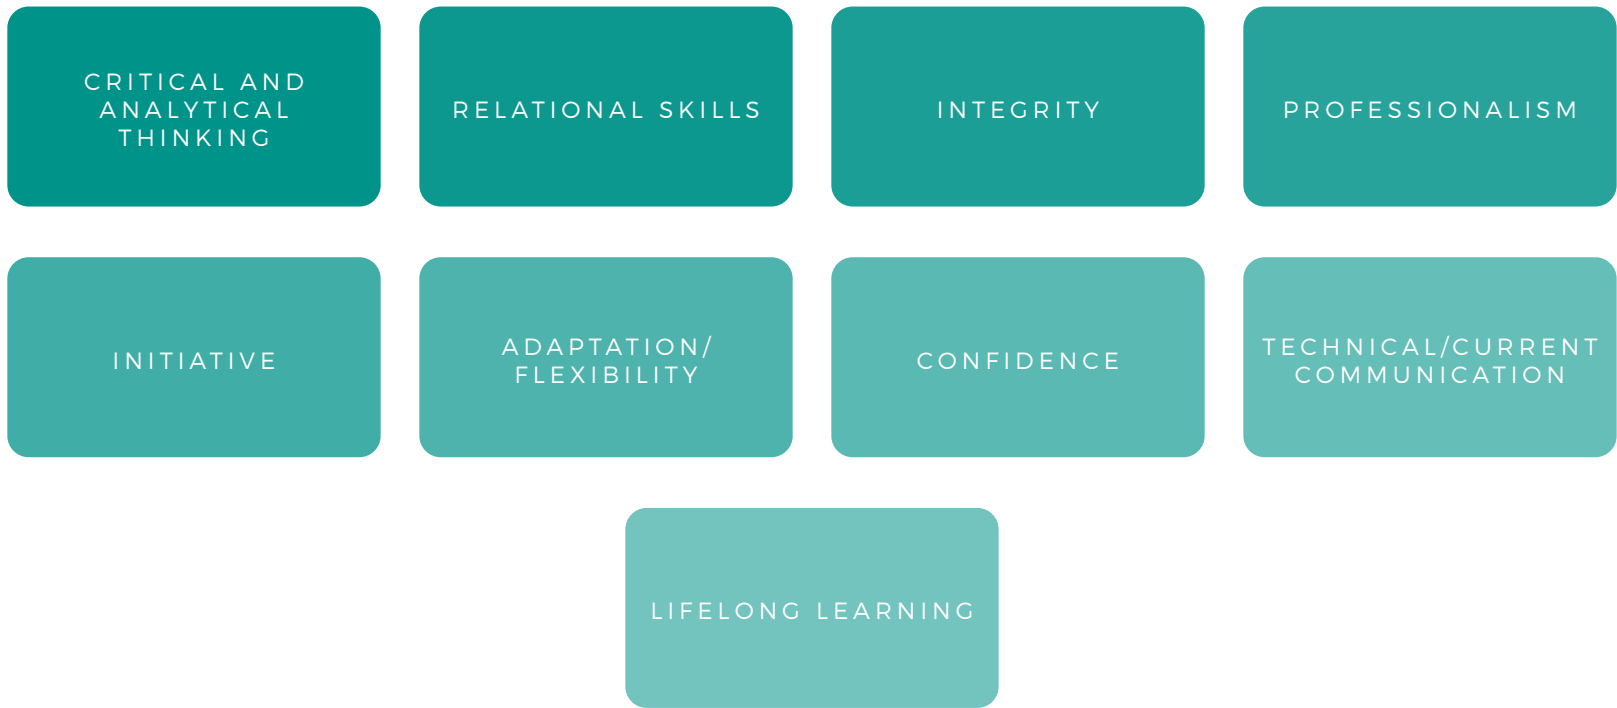 CRITICAL AND
ANALYTICAL
THINKING
RELATIONAL SKILLS
INTEGRITY
PROFESSIONALISM
INITIATIVE
ADAPTATION/
FLEXIBILITY
CONFIDENCE
TECHNICAL/CURRENT
COMMUNICATION
LIFELONG LEARNING